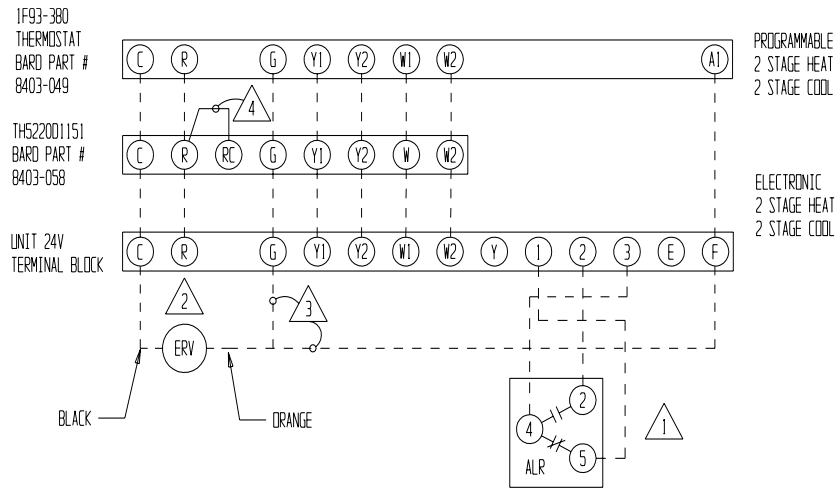 1F93-380
THERMOSTAT
BARD PART #
8403-049
C R G Y1 Y2 W1 W2 A1
PROGRAMMABLE
2 STAGE HEAT
2 STAGE COOL
4
TH5220D1151
BARD PART #
8403-058
C R RC G Y1 Y2 W W2
ELECTRONIC
2 STAGE HEAT
2 STAGE COOL
UNIT 24V
TERMINAL BLOCK
C R G Y1 Y2 W1 W2 Y 1 2 3 E F
2
3
ERV
BLACK
ORANGE
2
4
5
ALR
1